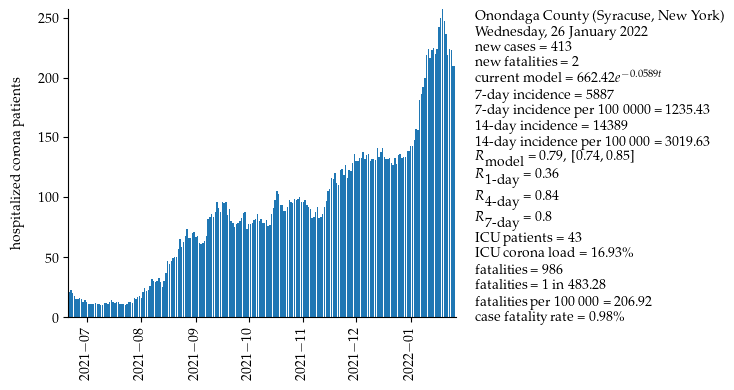 250
200
150
100
50
0
hospitalized corona patients
2021−07
2021−08
2021−09
2021−10
2021−11
2021−12
2022−01
Onondaga County (Syracuse, New York)
Wednesday, 26 January 2022
new cases = 413
new fatalities = 2
current model = 662.42e^{−0.0589t}
7-day incidence = 5887
7-day incidence per 100 0000 = 1235.43
14-day incidence = 14389
14-day incidence per 100 000 = 3019.63
R_model = 0.79, [0.74, 0.85]
R_1-day = 0.36
R_4-day = 0.84
R_7-day = 0.8
ICU patients = 43
ICU corona load = 16.93%
fatalities = 986
fatalities = 1 in 483.28
fatalities per 100 000 = 206.92
case fatality rate = 0.98%